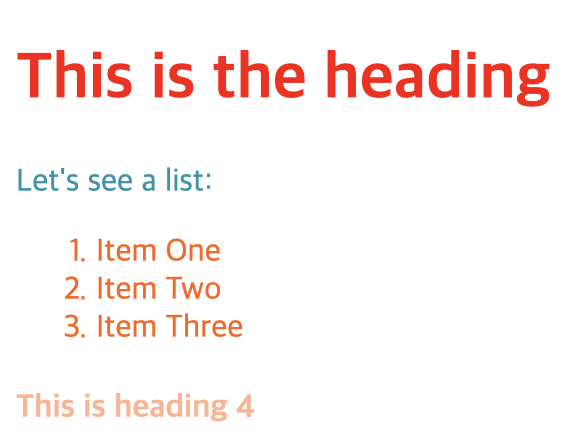 This is the heading
Let's see a list:
1. Item One
2. Item Two
3. Item Three
This is heading 4